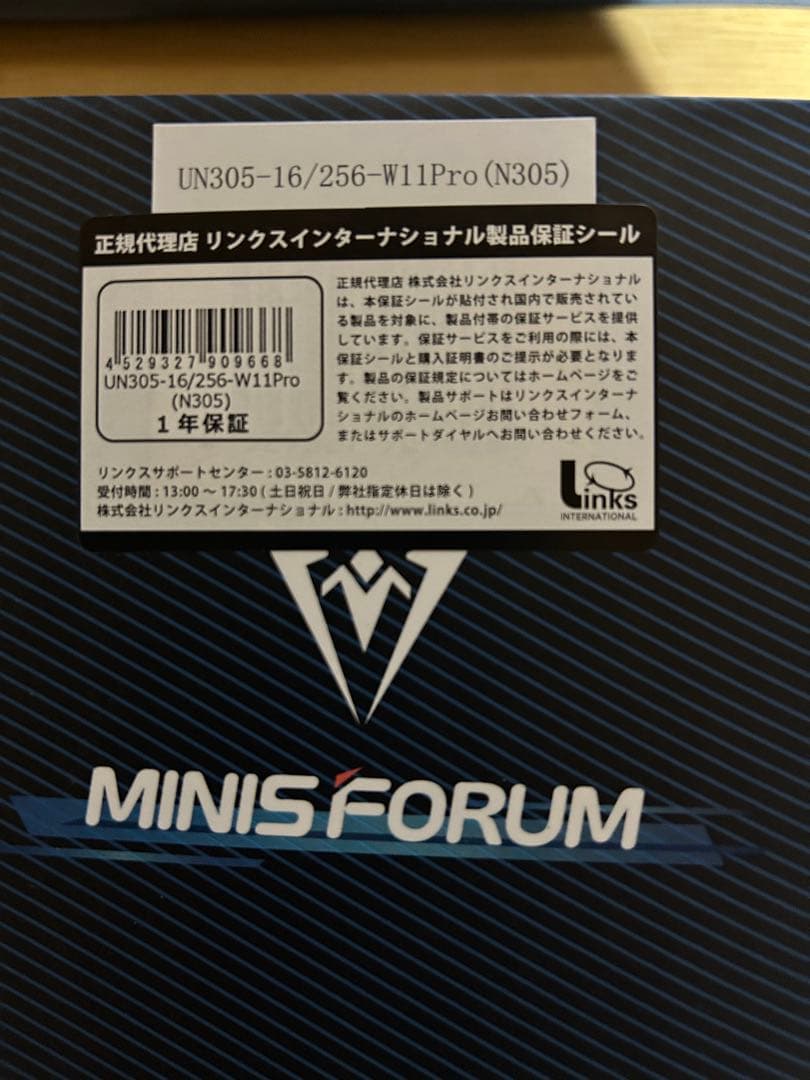 UN305-16/256-W11Pro(N305)
正規代理店 リンクスインターナショナル製品保証シール
4529327909668
UN305-16/256-W11Pro
(N305)
1年保証
正規代理店 株式会社リンクスインターナショナル
は、本保証シールが貼付され国内で販売されてい
る製品を対象に、製品付帯の保証サービスを提供
しています。保証サービスをご利用の際には、本
保証シールと購入証明書のご提示が必要となりま
す。製品の保証規定についてはホームページをご
覧ください。製品サポートはリンクスインターナ
ショナルのホームページお問い合わせフォーム、
またはサポートダイヤルへお問い合わせください。
リンクスサポートセンター : 03-5812-6120
受付時間 : 13:00 ～ 17:30 ( 土日祝日 / 弊社指定休日は除く )
株式会社リンクスインターナショナル : http://www.links.co.jp/
Links
INTERNATIONAL
MINISFORUM